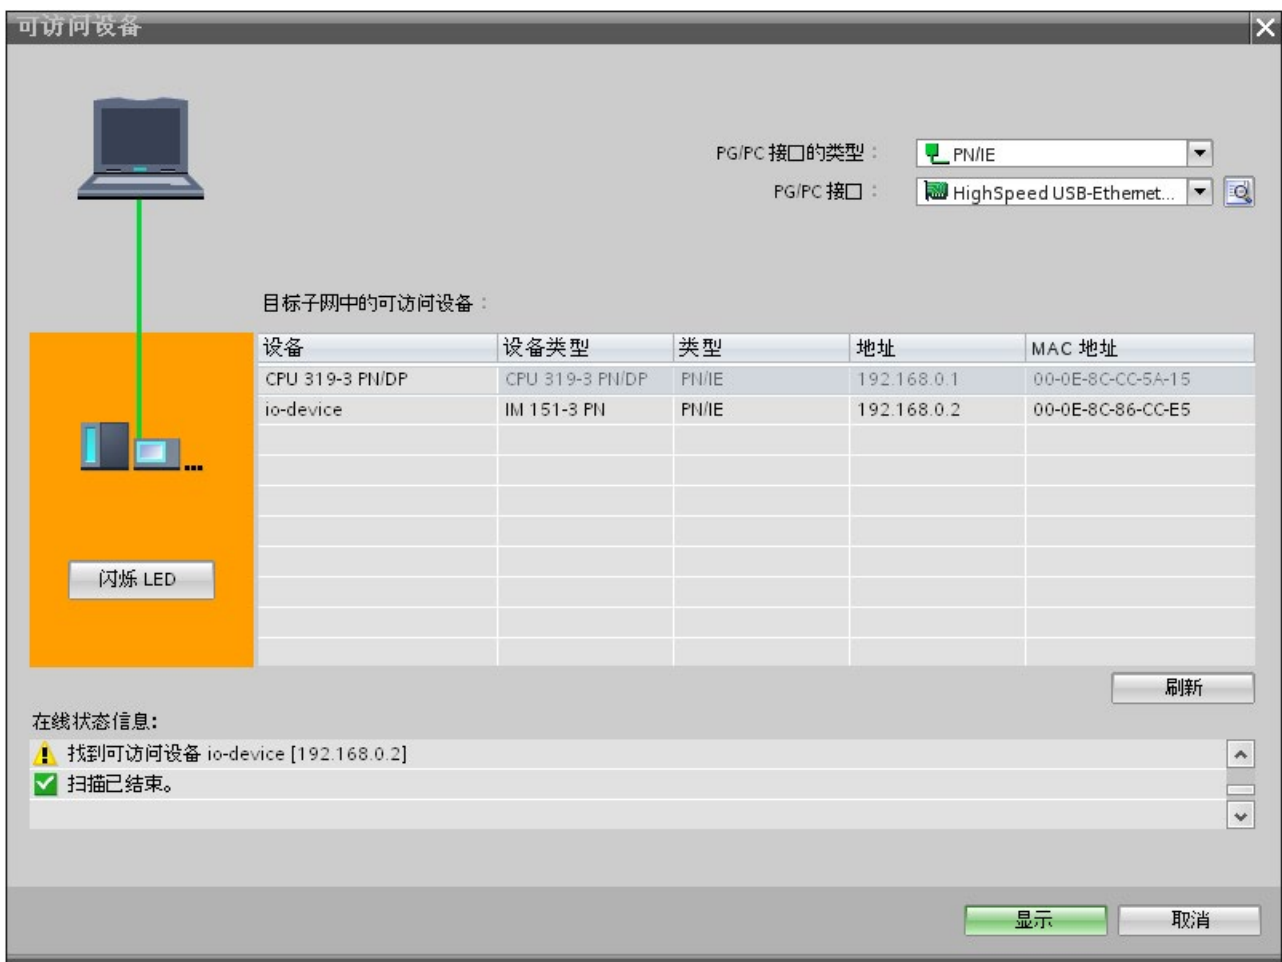 可访问设备
PG/PC 接口的类型：
PN/IE
PG/PC 接口：
HighSpeed USB-Ethernet...
目标子网中的可访问设备：
设备 设备类型 类型 地址 MAC 地址
CPU 319-3 PN/DP CPU 319-3 PN/DP PN/IE 192.168.0.1 00-0E-8C-CC-5A-15
io-device IM 151-3 PN PN/IE 192.168.0.2 00-0E-8C-86-CC-E5
闪烁 LED
刷新
在线状态信息:
找到可访问设备 io-device [192.168.0.2]
扫描已结束。
显示 取消